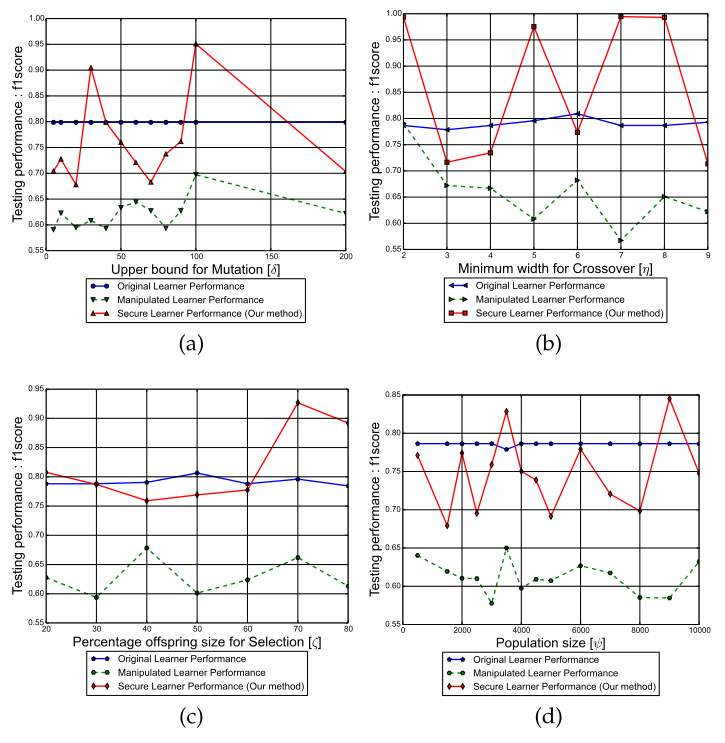 1.00
0.95
0.90
0.85
0.80
0.75
0.70
0.65
0.60
0.55
Testing performance : f1score
0 50 100 150 200
Upper bound for Mutation [δ]
Original Learner Performance
Manipulated Learner Performance
Secure Learner Performance (Our method)
(a)
1.00
0.95
0.90
0.85
0.80
0.75
0.70
0.65
0.60
0.55
Testing performance : f1score
2 3 4 5 6 7 8 9
Minimum width for Crossover [η]
Original Learner Performance
Manipulated Learner Performance
Secure Learner Performance (Our method)
(b)
0.95
0.90
0.85
0.80
0.75
0.70
0.65
0.60
0.55
Testing performance : f1score
20 30 40 50 60 70 80
Percentage offspring size for Selection [ζ]
Original Learner Performance
Manipulated Learner Performance
Secure Learner Performance (Our method)
(c)
0.85
0.80
0.75
0.70
0.65
0.60
0.55
Testing performance : f1score
0 2000 4000 6000 8000 10000
Population size [ψ]
Original Learner Performance
Manipulated Learner Performance
Secure Learner Performance (Our method)
(d)